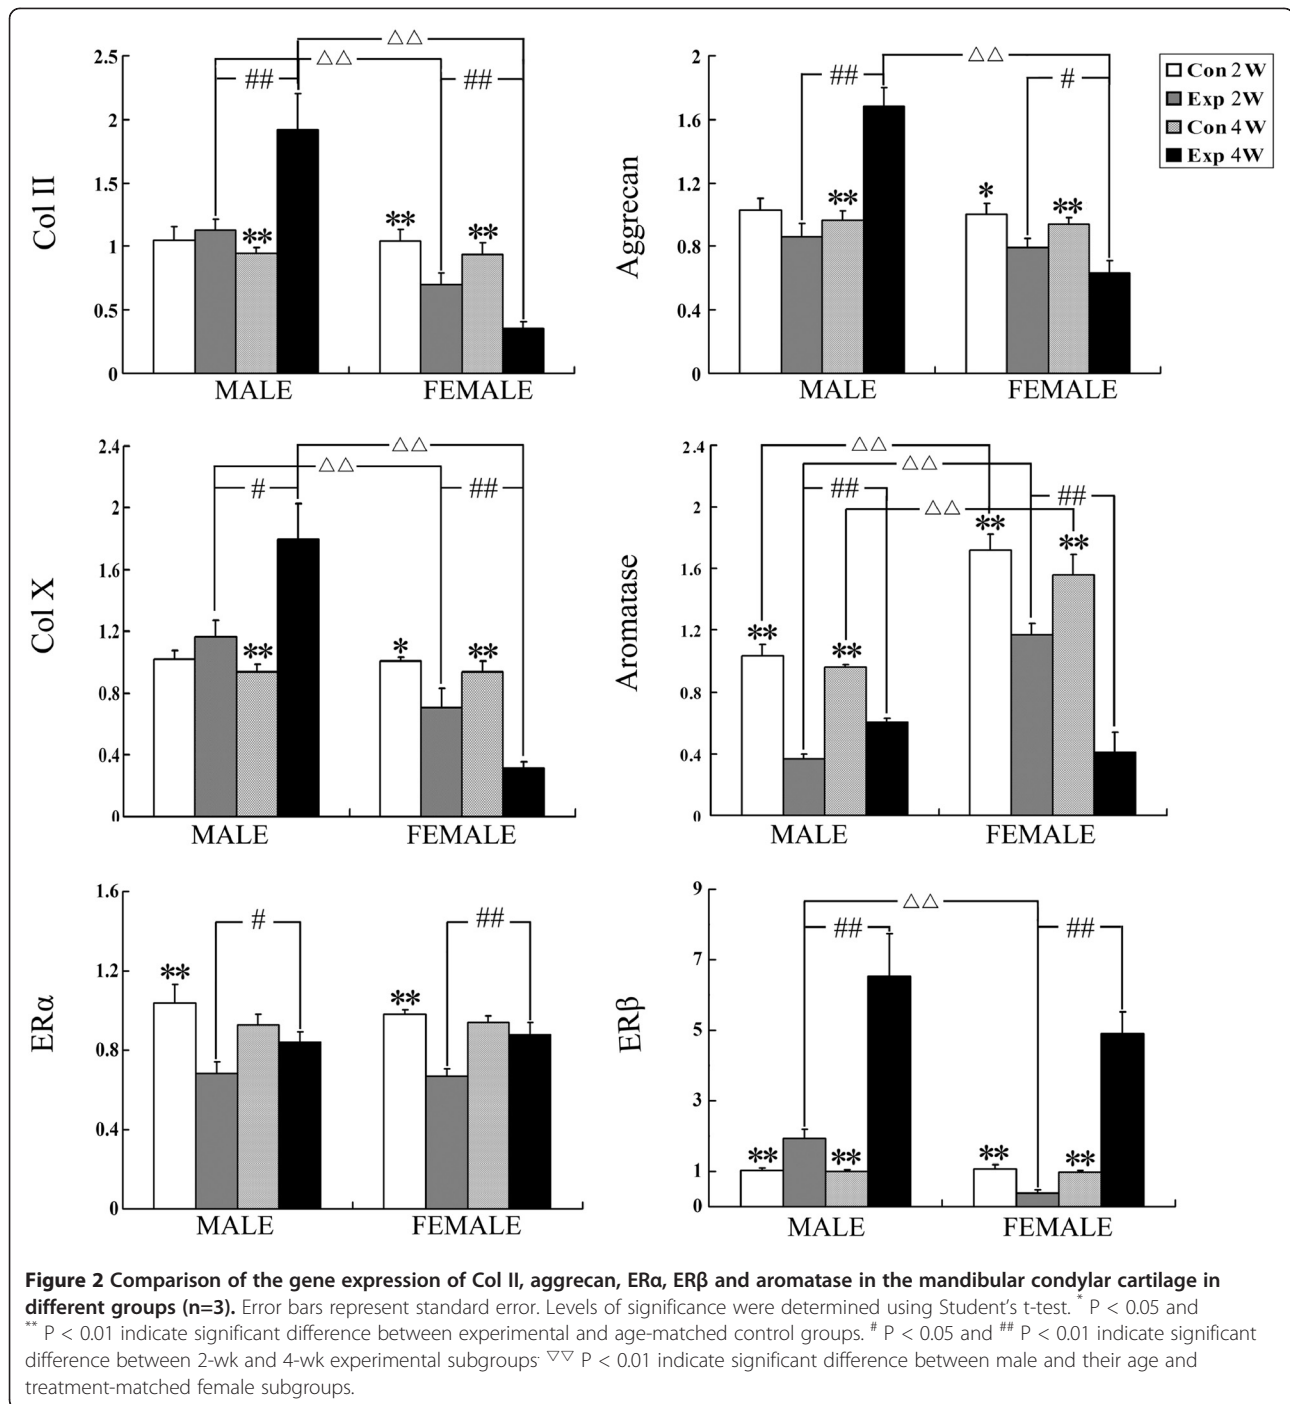 △△
2.5
△△
##
##
2
1.5
1
0.5
0
Col II
**
**
**
MALE
FEMALE
2
△△
##
#
1.6
1.2
0.8
0.4
0
Aggrecan
**
*
**
MALE
FEMALE
Con 2W
Exp 2W
Con 4W
Exp 4W
2.4
△△
△△
#
##
2
1.6
1.2
0.8
0.4
0
Col X
**
*
**
MALE
FEMALE
2.4
△△
△△
##
##
△△
2
1.6
1.2
0.8
0.4
0
Aromatase
**
**
**
**
MALE
FEMALE
1.6
#
##
1.2
0.8
0.4
0
ERα
**
**
MALE
FEMALE
9
△△
##
##
7
5
3
1
0
ERβ
**
**
**
**
MALE
FEMALE
Figure 2 Comparison of the gene expression of Col II, aggrecan, ERα, ERβ and aromatase in the mandibular condylar cartilage in
different groups (n=3). Error bars represent standard error. Levels of significance were determined using Student's t-test. * P < 0.05 and
** P < 0.01 indicate significant difference between experimental and age-matched control groups. # P < 0.05 and ## P < 0.01 indicate significant
difference between 2-wk and 4-wk experimental subgroups. ▽▽ P < 0.01 indicate significant difference between male and their age and
treatment-matched female subgroups.